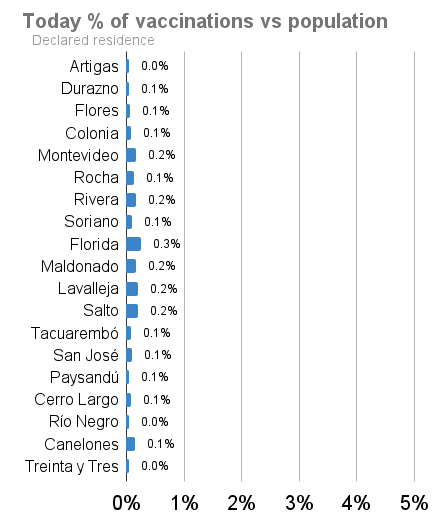 Today % of vaccinations vs population
Declared residence
Artigas 0.0%
Durazno 0.1%
Flores 0.1%
Colonia 0.1%
Montevideo 0.2%
Rocha 0.1%
Rivera 0.2%
Soriano 0.1%
Florida 0.3%
Maldonado 0.2%
Lavalleja 0.2%
Salto 0.2%
Tacuarembó 0.1%
San José 0.1%
Paysandú 0.1%
Cerro Largo 0.1%
Río Negro 0.0%
Canelones 0.1%
Treinta y Tres 0.0%
0% 1% 2% 3% 4% 5%